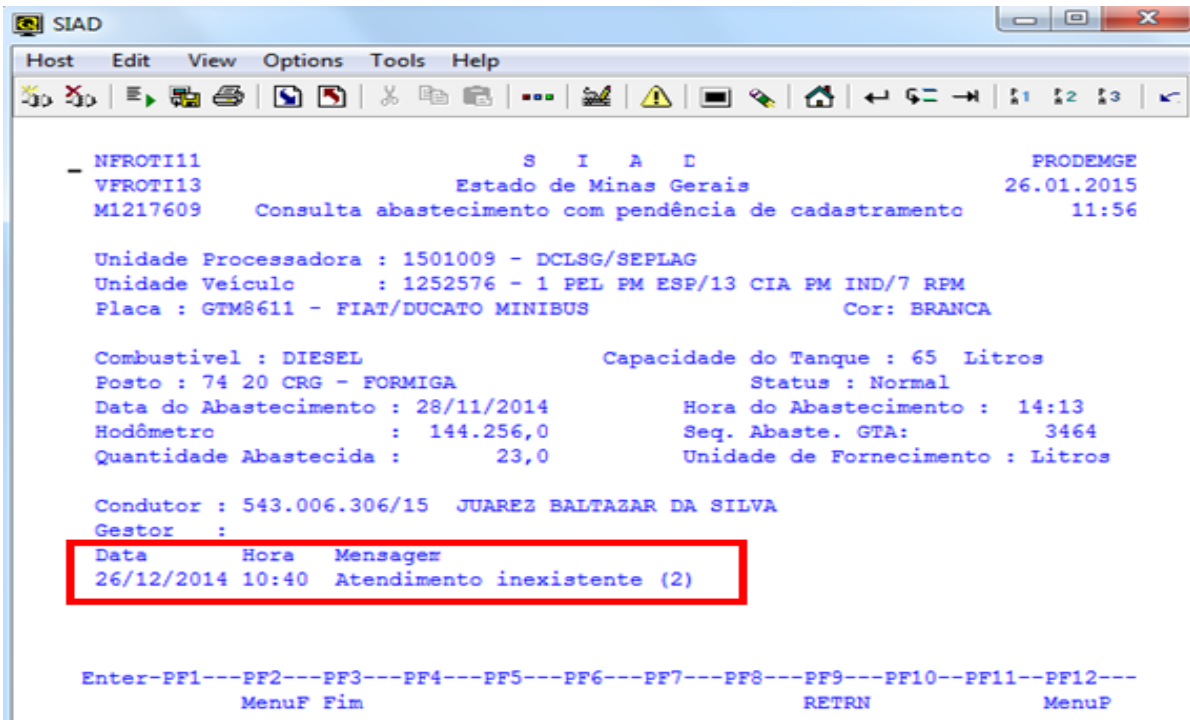 SIAD
Host Edit View Options Tools Help
NFROTI11 S I A D PRODEMGE
VFROTI13 Estado de Minas Gerais 26.01.2015
M1217609 Consulta abastecimento com pendência de cadastramento 11:56
Unidade Processadora : 1501009 - DCLSG/SEPLAG
Unidade Veículo : 1252576 - 1 PEL PM ESP/13 CIA PM IND/7 RPM
Placa : GTM8611 - FIAT/DUCATO MINIBUS Cor: BRANCA
Combustivel : DIESEL Capacidade do Tanque : 65 Litros
Posto : 74 20 CRG - FORMIGA Status : Normal
Data do Abastecimento : 28/11/2014 Hora do Abastecimento : 14:13
Hodômetro : 144.256,0 Seq. Abaste. GTA: 3464
Quantidade Abastecida : 23,0 Unidade de Fornecimento : Litros
Condutor : 543.006.306/15 JUAREZ BALTAZAR DA SILVA
Gestor :
Data Hora Mensagem
26/12/2014 10:40 Atendimento inexistente (2)
Enter-PF1---PF2---PF3---PF4---PF5---PF6---PF7---PF8---PF9---PF10--PF11--PF12---
MenuF Fim RETRN MenuP